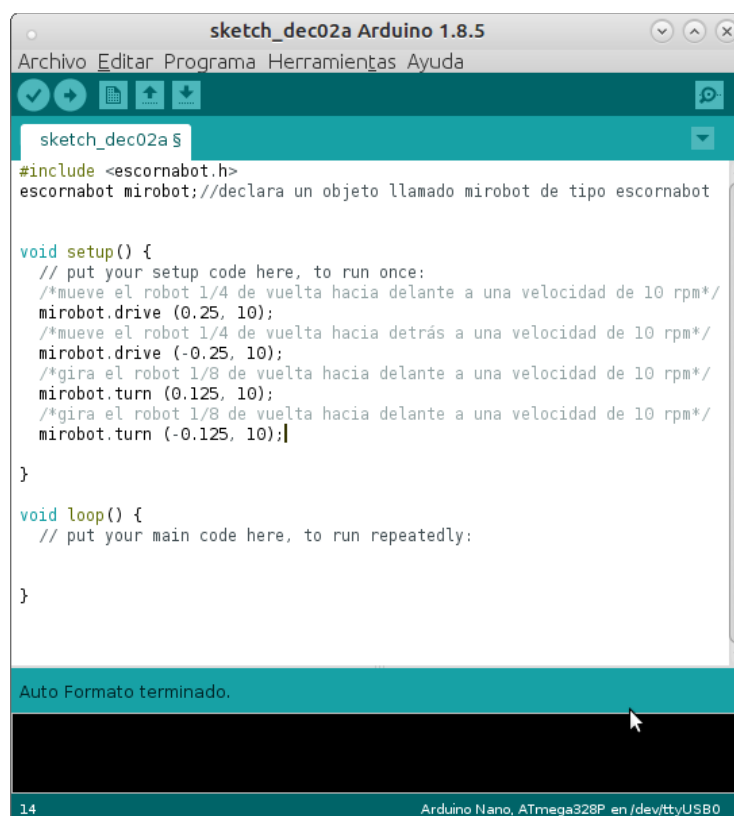 sketch_dec02a Arduino 1.8.5
Archivo Editar Programa Herramientas Ayuda
sketch_dec02a §
#include <escornabot.h>
escornabot mirobot;//declara un objeto llamado mirobot de tipo escornabot
void setup() {
// put your setup code here, to run once:
/*mueve el robot 1/4 de vuelta hacia delante a una velocidad de 10 rpm*/
mirobot.drive (0.25, 10);
/*mueve el robot 1/4 de vuelta hacia detrás a una velocidad de 10 rpm*/
mirobot.drive (-0.25, 10);
/*gira el robot 1/8 de vuelta hacia delante a una velocidad de 10 rpm*/
mirobot.turn (0.125, 10);
/*gira el robot 1/8 de vuelta hacia delante a una velocidad de 10 rpm*/
mirobot.turn (-0.125, 10);
}
void loop() {
// put your main code here, to run repeatedly:
}
Auto Formato terminado.
14 Arduino Nano, ATmega328P en /dev/ttyUSB0